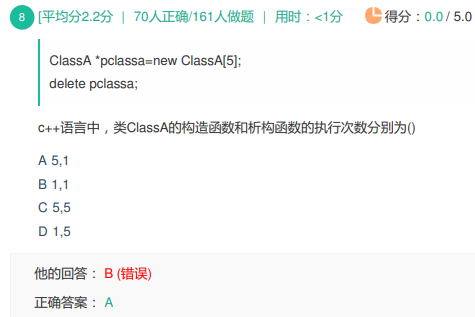 8 [平均分2.2分 | 70人正确/161人做题 | 用时：<1分 得分：0.0 / 5.0
ClassA *pclassa=new ClassA[5];
delete pclassa;
c++语言中，类ClassA的构造函数和析构函数的执行次数分别为()
A 5,1
B 1,1
C 5,5
D 1,5
他的回答： B (错误)
正确答案： A